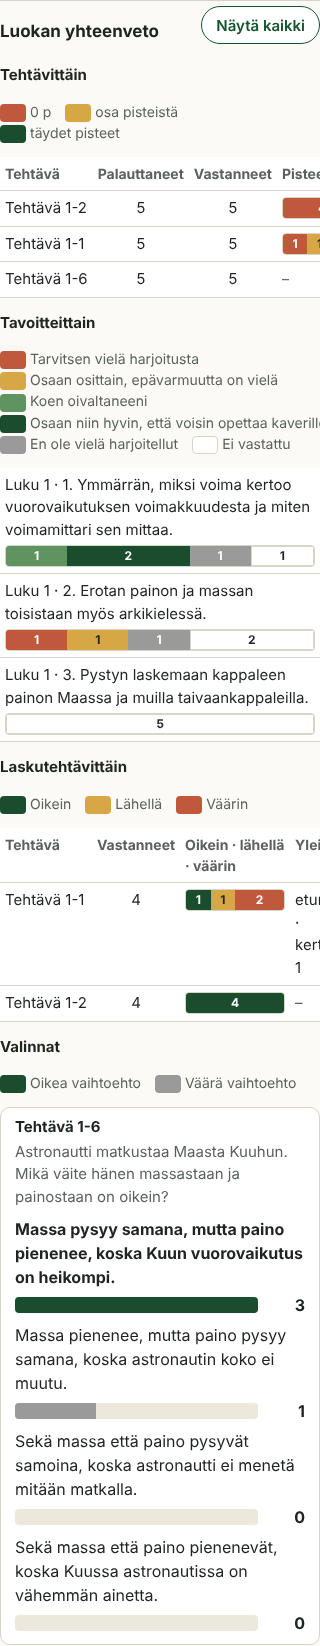 Luokan yhteenveto
Näytä kaikki
Tehtävittäin
0 p osa pisteistä
täydet pisteet
Tehtävä Palauttaneet Vastanneet
Tehtävä 1-2 5 5
Tehtävä 1-1 5 5 1
Tehtävä 1-6 5 5 –
Tavoitteittain
Tarvitsen vielä harjoitusta
Osaan osittain, epävarmuutta on vielä
Koen oivaltaneeni
Osaan niin hyvin, että voisin opettaa
En ole vielä harjoitellut Ei vastattu
Luku 1 · 1. Ymmärrän, miksi voima kertoo
vuorovaikutuksen voimakkuudesta ja miten
voimamittari sen mittaa.
1 2 1 1
Luku 1 · 2. Erotan painon ja massan
toisistaan myös arkikielessä.
1 1 1 2
Luku 1 · 3. Pystyn laskemaan kappaleen
painon Maassa ja muilla taivaankappaleilla.
5
Laskutehtävittäin
Oikein Lähellä Väärin
Tehtävä Vastanneet Oikein · lähellä
· väärin
Tehtävä 1-1 4 1 1 2
·
1
Tehtävä 1-2 4 4 –
Valinnat
Oikea vaihtoehto Väärä vaihtoehto
Tehtävä 1-6
Astronautti matkustaa Maasta Kuuhun.
Mikä väite hänen massastaan ja
painostaan on oikein?
Massa pysyy samana, mutta paino
pienenee, koska Kuun vuorovaikutus
on heikompi.
3
Massa pienenee, mutta paino pysyy
samana, koska astronautin koko ei
muutu.
1
Sekä massa että paino pysyvät
samoina, koska astronautti ei menetä
mitään matkalla.
0
Sekä massa että paino pienenevät,
koska Kuussa astronautissa on
vähemmän ainetta.
0